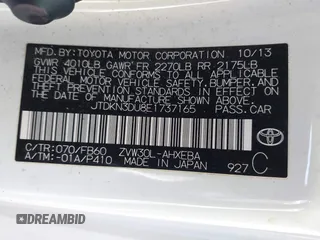 MFD.BY:TOYOTA MOTOR CORPORATION 10/13
GVWR 4010LB GAWR FR 2270LB RR 2175LB
THIS VEHICLE CONFORMS TO ALL APPLICABLE
FEDERAL MOTOR VEHICLE SAFETY, BUMPER, AND
THEFT PREVENTION STANDARDS IN EFFECT ON
THE DATE OF MANUFACTURE SHOWN ABOVE.
JTDKN3DU8E1737165 PASS. CAR
C/TR:070/FB60 ZVW30L-AHXEBA
A/TM:-01A/P410 MADE IN JAPAN 927 C
TOYOTA
DREAMBID